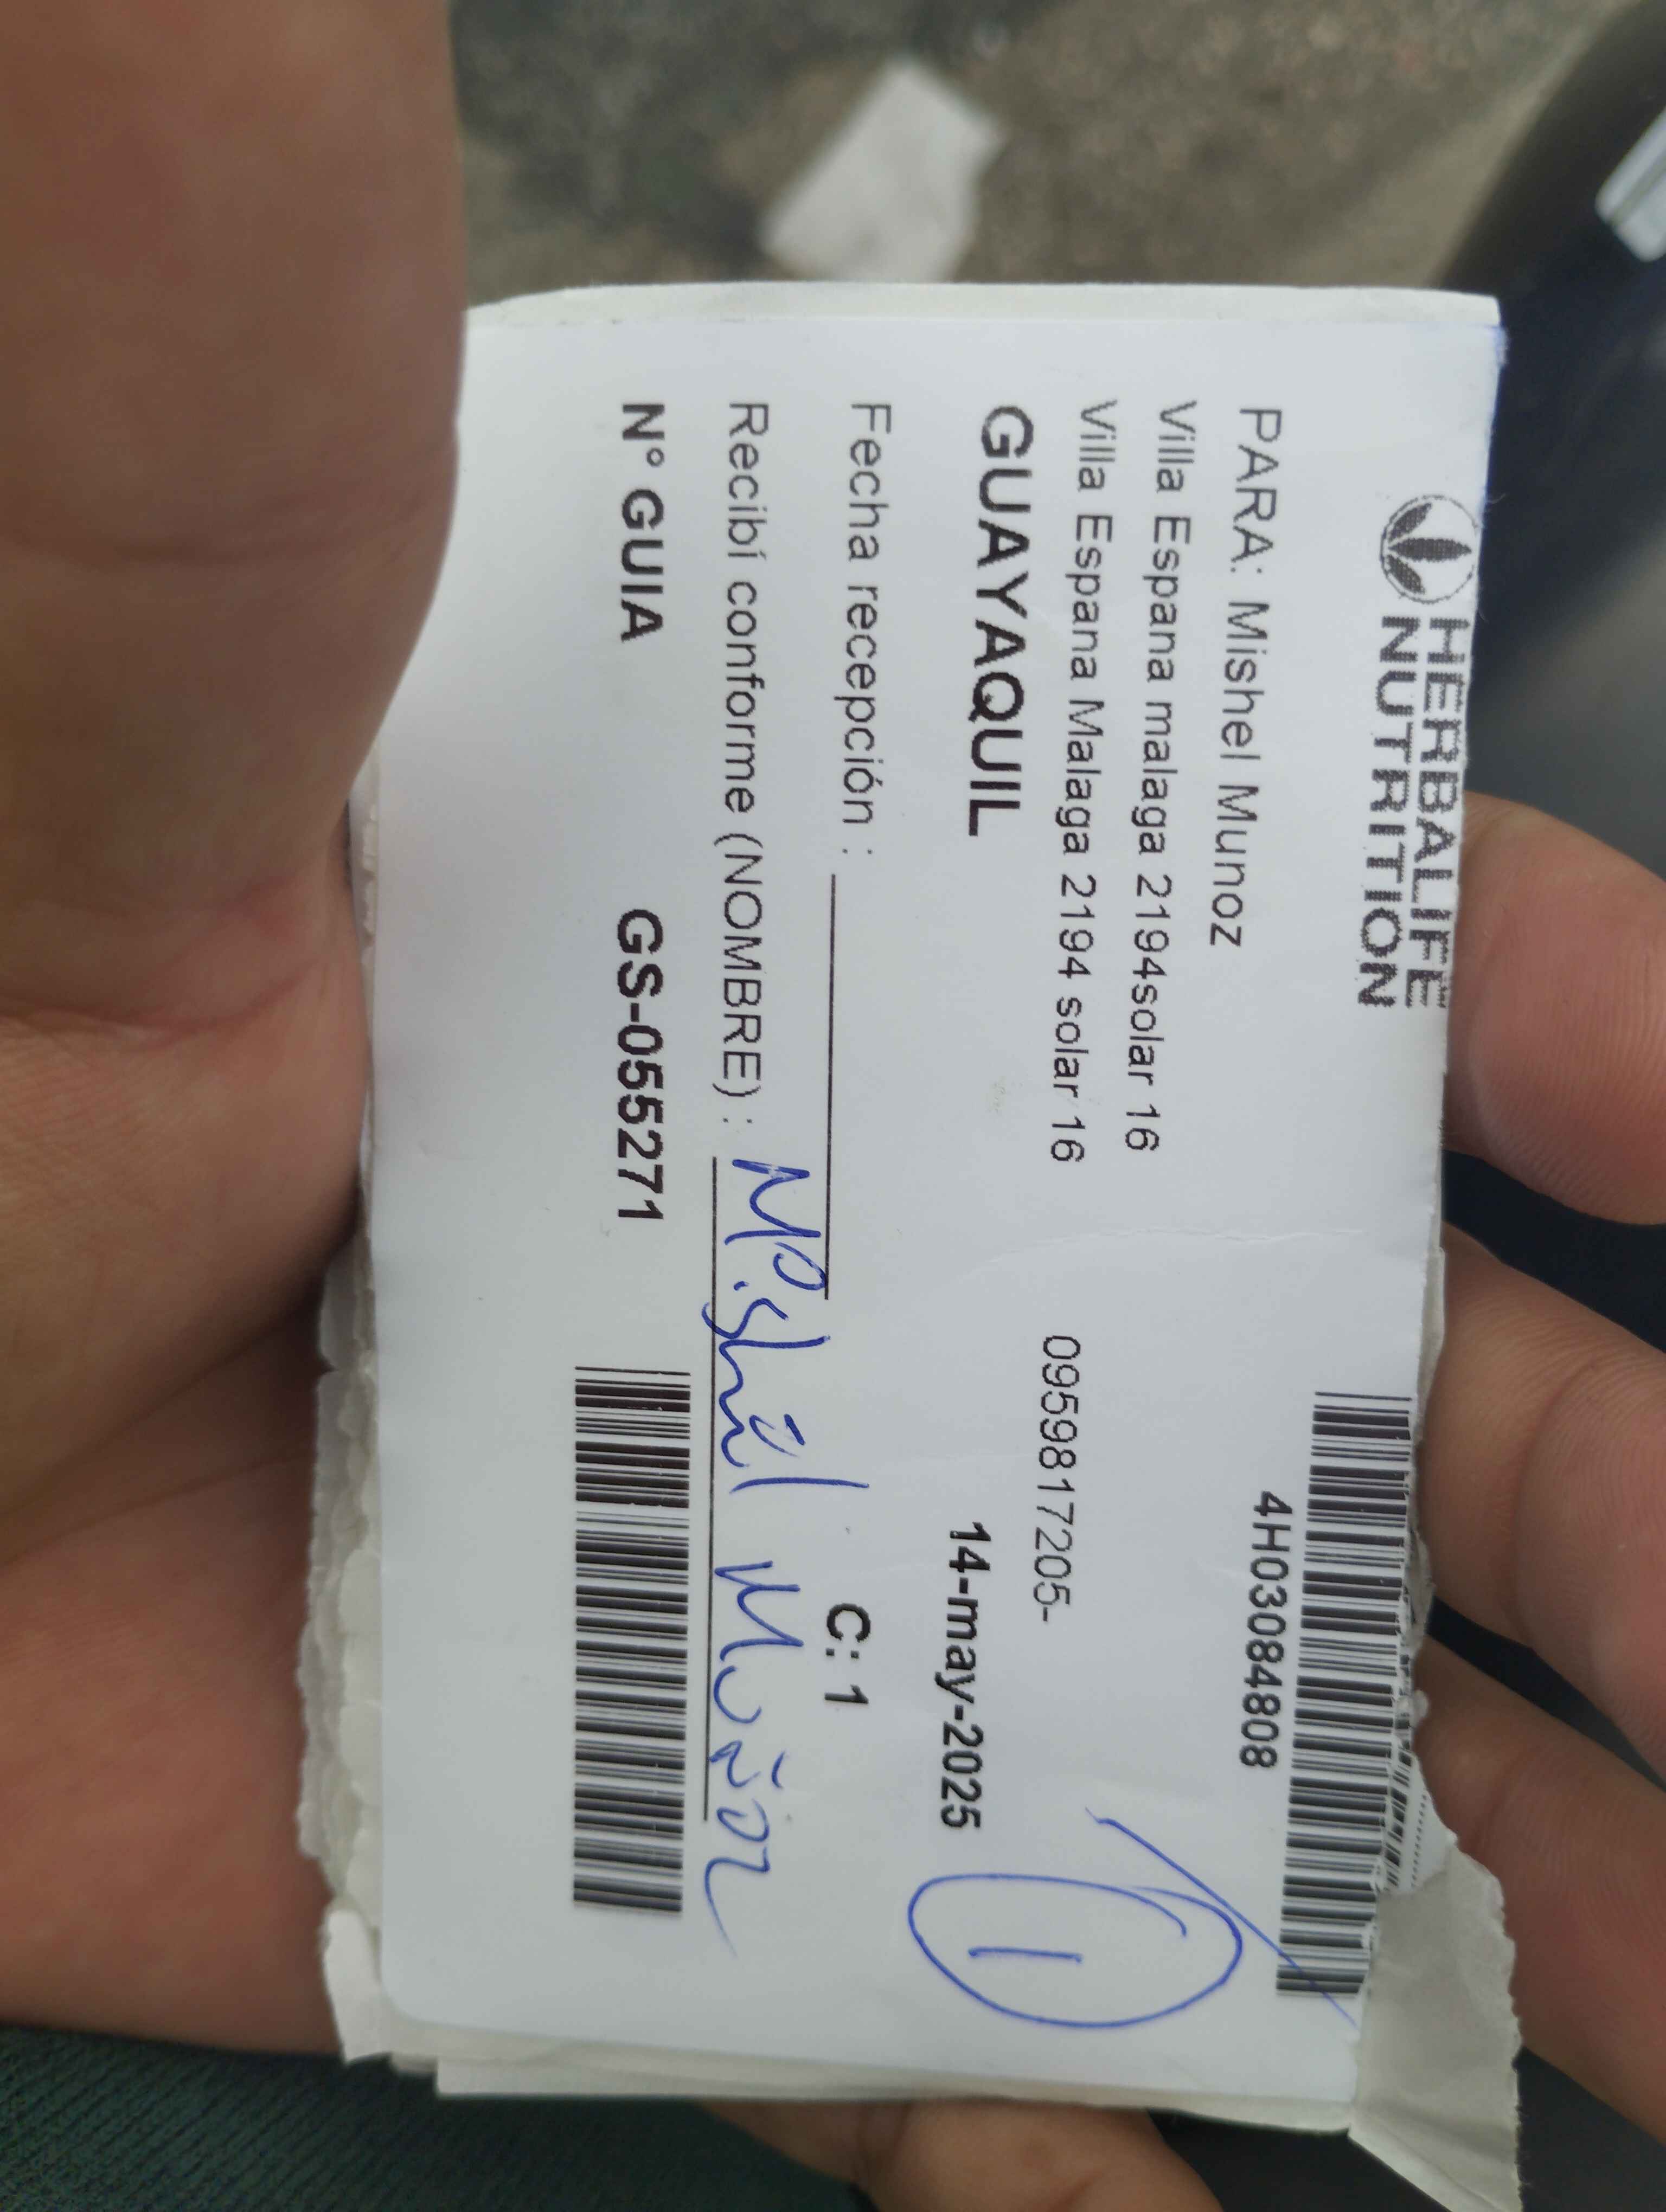 HERBALIFE
NUTRITION
4H03084808
PARA: Mishel Munoz
Villa Espana malaga 2194solar 16
Villa Espana Malaga 2194 solar 16 0959817205-
GUAYAQUIL 14-may-2025
1
Fecha recepción : C: 1
Recibí conforme (NOMBRE) : Mishel Muñoz
N° GUIA GS-055271